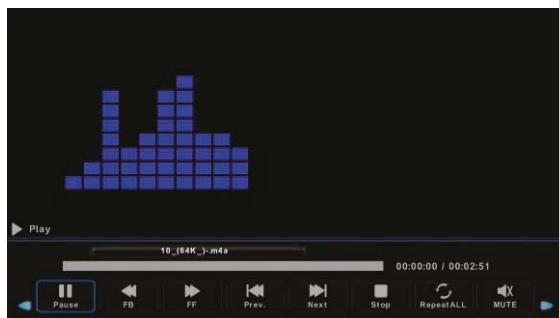 Play
10_(64K_)-.m4a
00:00:00 / 00:02:51
Pause FB FF Prev. Next Stop RepeatALL MUTE